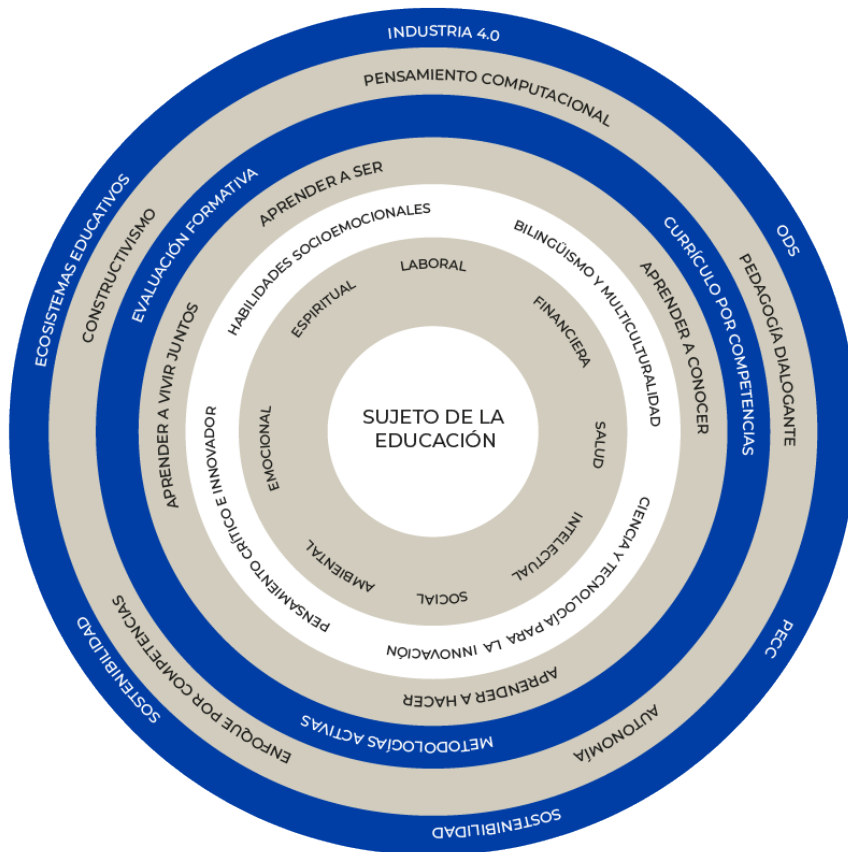 INDUSTRIA 4.0
ODS
PECC
SOSTENIBILIDAD
SOSTENIBILIDAD
ECOSISTEMAS EDUCATIVOS
PENSAMIENTO COMPUTACIONAL
PEDAGOGÍA DIALOGANTE
AUTONOMÍA
ENFOQUE POR COMPETENCIAS
CONSTRUCTIVISMO
EVALUACIÓN FORMATIVA
CURRÍCULO POR COMPETENCIAS
METODOLOGÍAS ACTIVAS
APRENDER A SER
APRENDER A CONOCER
APRENDER A HACER
APRENDER A VIVIR JUNTOS
HABILIDADES SOCIOEMOCIONALES
BILINGÜISMO Y MULTICULTURALIDAD
CIENCIA Y TECNOLOGÍA PARA LA INNOVACIÓN
PENSAMIENTO CRÍTICO E INNOVADOR
LABORAL
FINANCIERA
SALUD
INTELECTUAL
SOCIAL
AMBIENTAL
EMOCIONAL
ESPIRITUAL
SUJETO DE LA
EDUCACIÓN